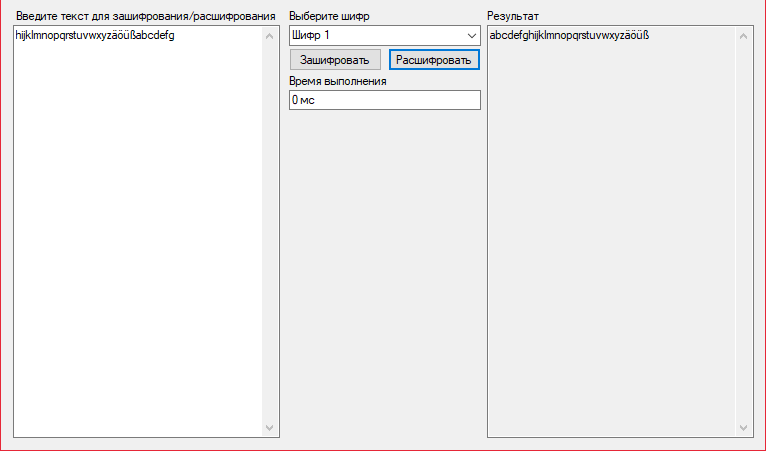 Введите текст для зашифрования/расшифрования
hijklmnopqrstuvwxyzäöüßabcdefg
Выберите шифр
Шифр 1
Зашифровать
Расшифровать
Время выполнения
0 мс
Результат
abcdefghijklmnopqrstuvwxyzäöüß